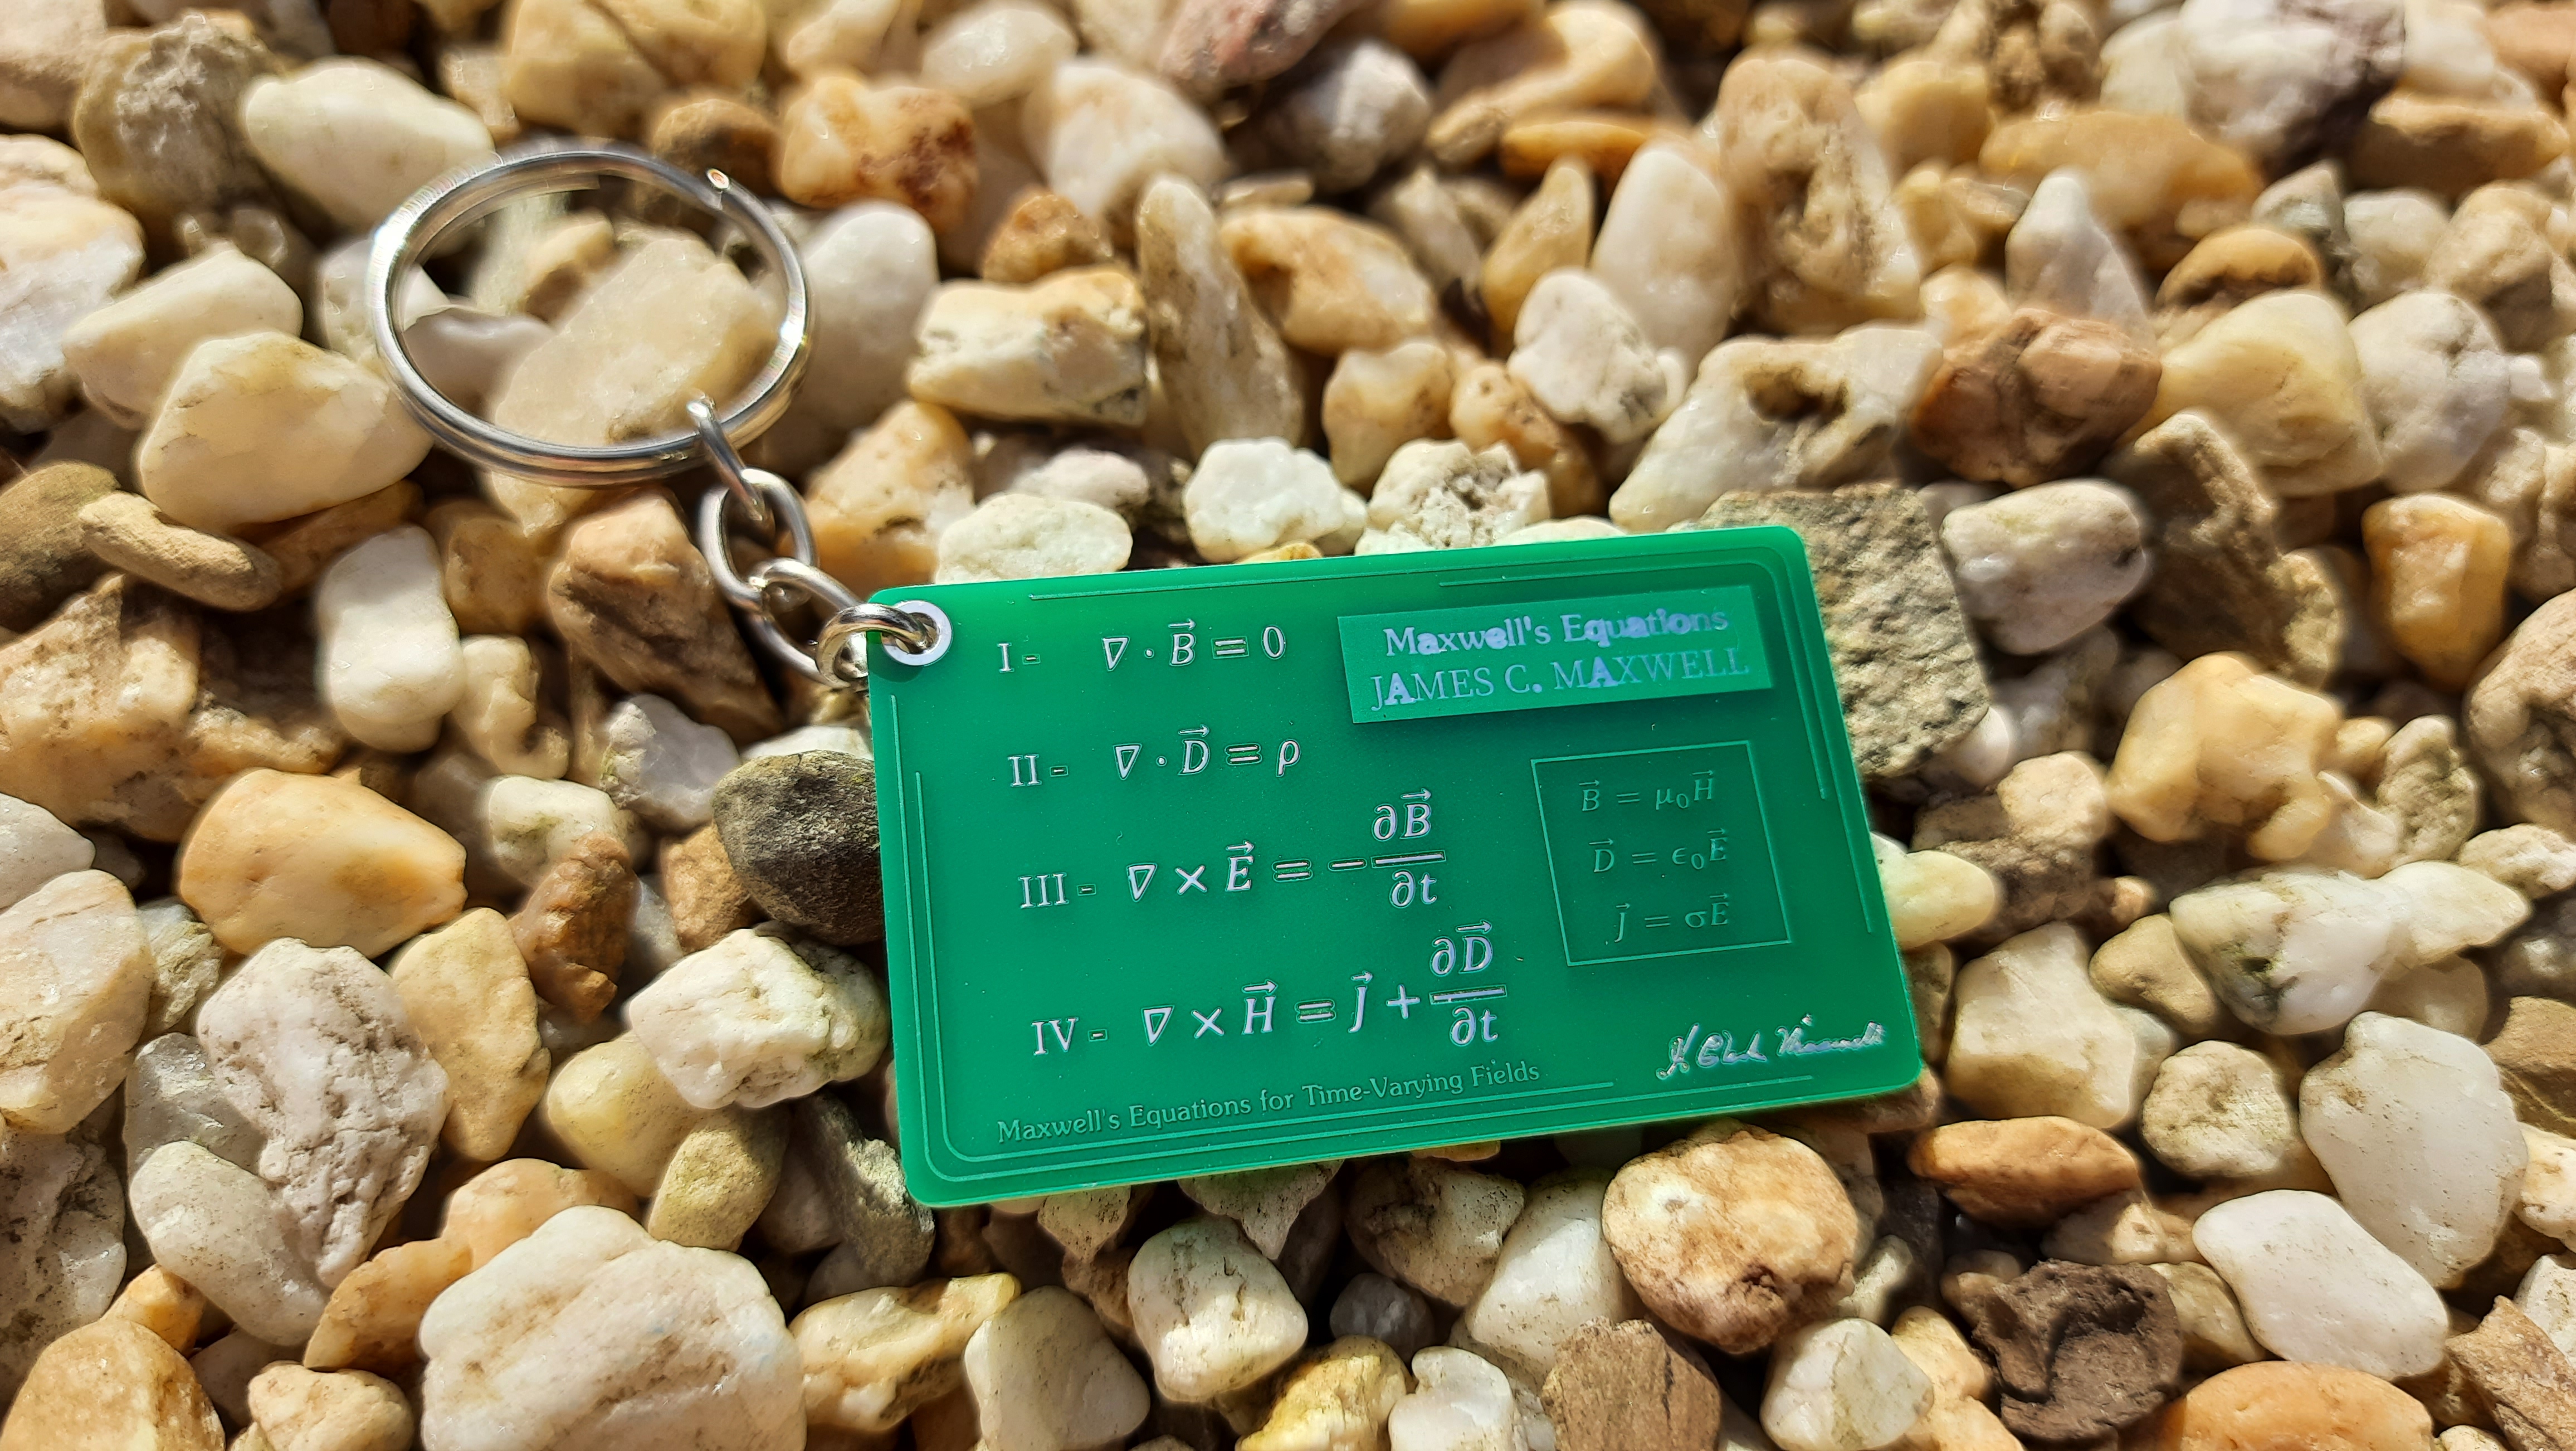 Maxwell's Equations
JAMES C. MAXWELL
I - ∇ · B⃗ = 0
II - ∇ · D⃗ = ρ
III - ∇ × E⃗ = - ∂B⃗/∂t
IV - ∇ × H⃗ = J⃗ + ∂D⃗/∂t
B⃗ = μ₀H⃗
D⃗ = ϵ₀E⃗
J⃗ = σE⃗
Maxwell's Equations for Time-Varying Fields